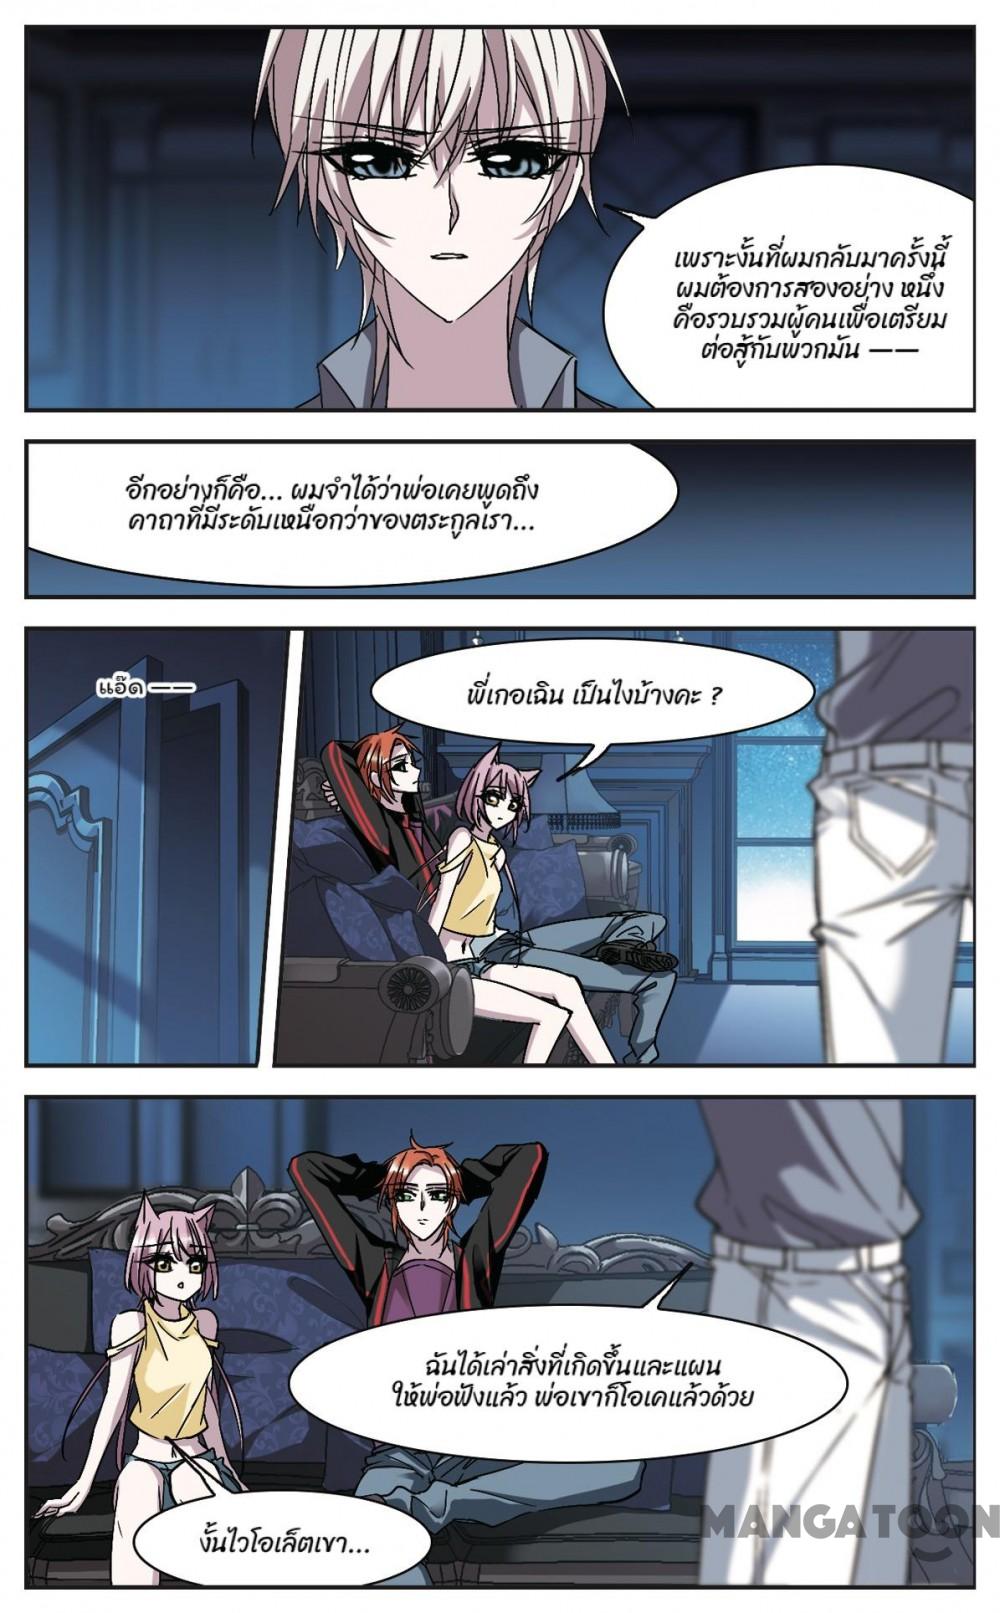 เพราะงั้นที่ผมกลับมาครั้งนี้
ผมต้องการสองอย่าง หนึ่ง
คือรวบรวมผู้คนเพื่อเตรียม
ต่อสู้กับพวกมัน ——
อีกอย่างก็คือ... ผมจำได้ว่าพ่อเคยพูดถึง
คาถาที่มีระดับเหนือกว่าของตระกูลเรา...
แอ๊ด ——
พี่เกอเฉิน เป็นไงบ้างคะ ?
ฉันได้เล่าสิ่งที่เกิดขึ้นและแผน
ให้พ่อฟังแล้ว พ่อเขาก็โอเคแล้วด้วย
งั้นไวโอเล็ตเขา...
MANGATOON